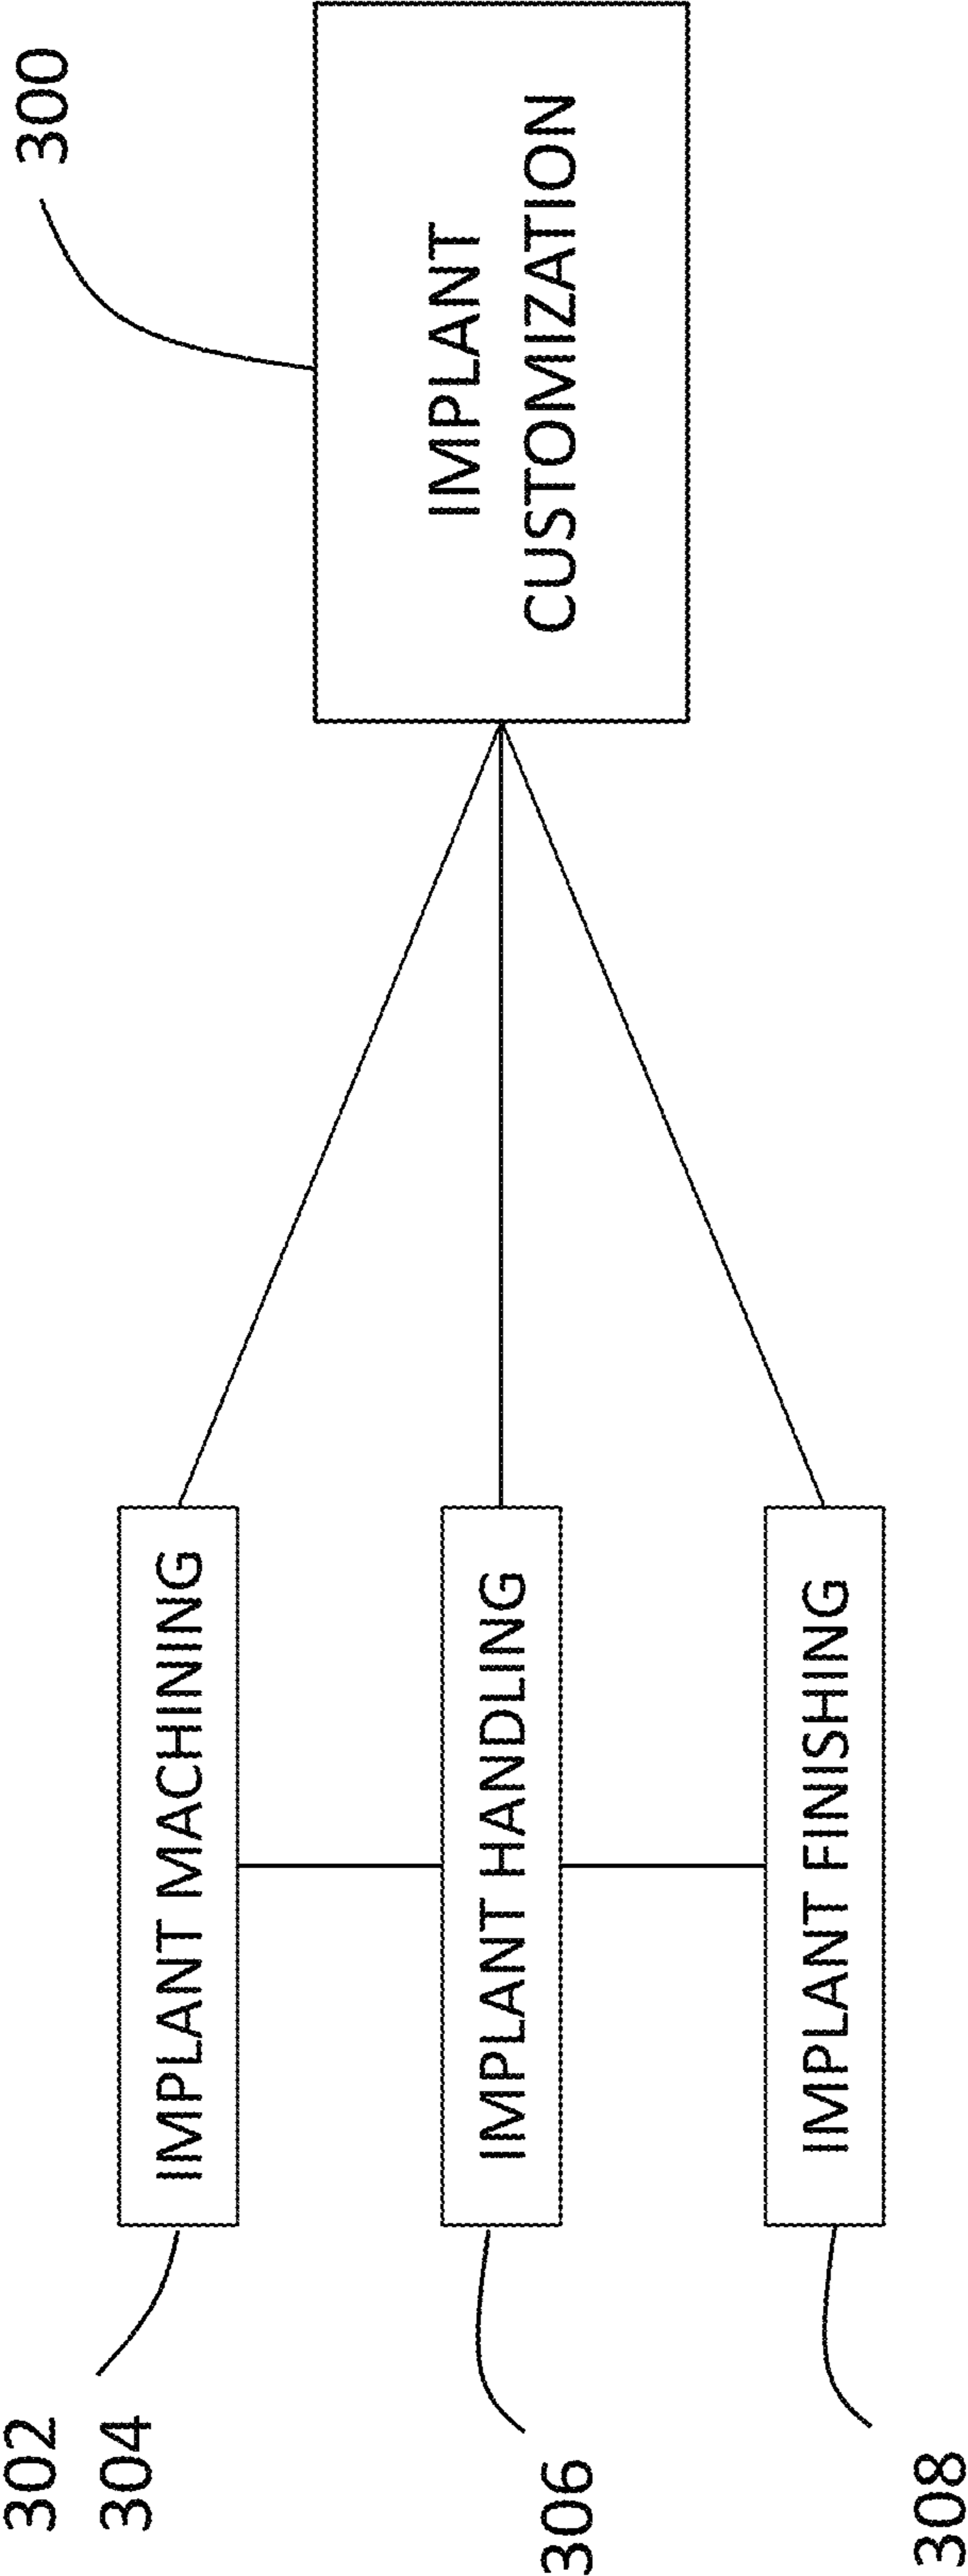 302
304
IMPLANT MACHINING
306
IMPLANT HANDLING
308
IMPLANT FINISHING
300
IMPLANT
CUSTOMIZATION